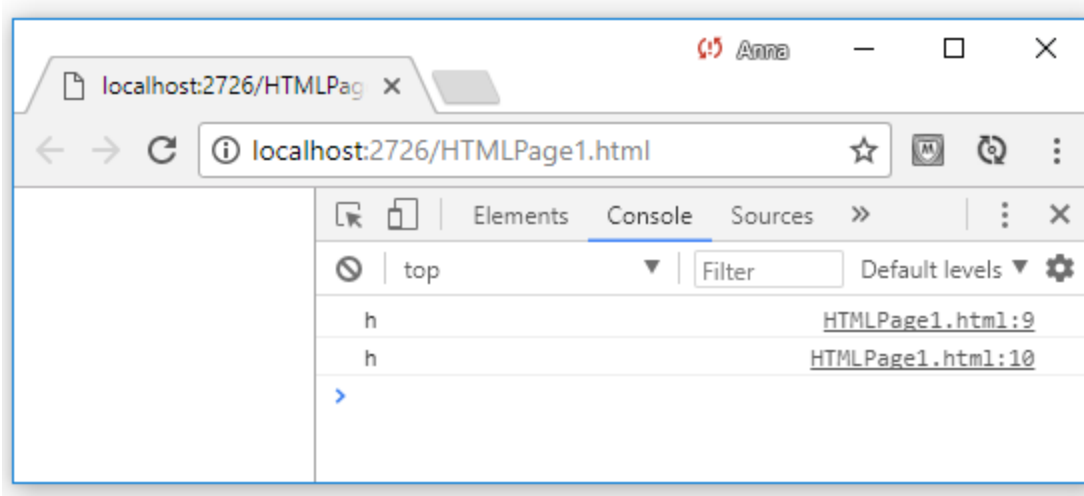 Anna
localhost:2726/HTMLPag
localhost:2726/HTMLPage1.html
Elements Console Sources
top Filter Default levels
h HTMLPage1.html:9
h HTMLPage1.html:10